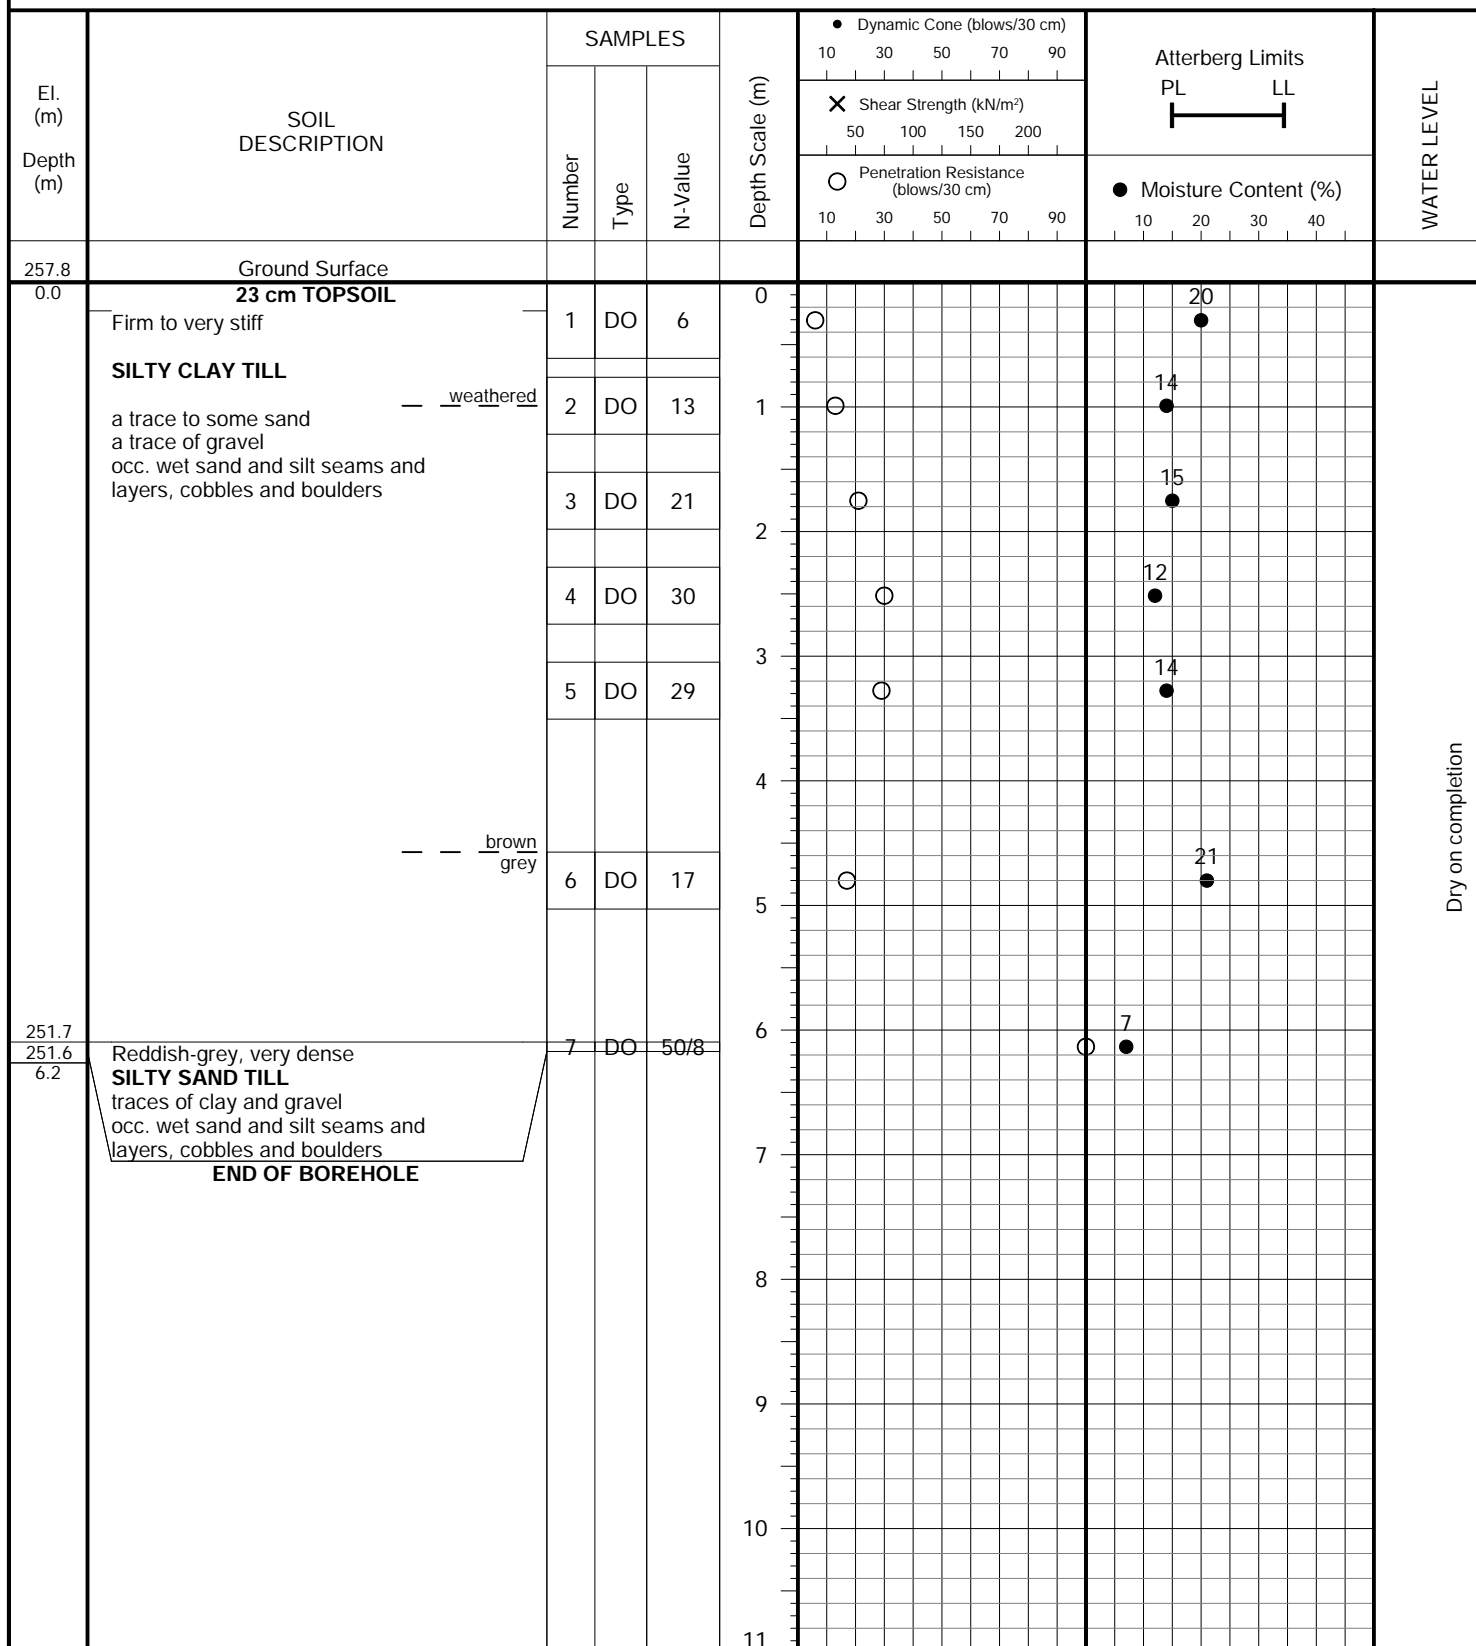 El.
(m)
Depth
(m)
SOIL
DESCRIPTION
SAMPLES
Number
Type
N-Value
Depth Scale (m)
Dynamic Cone (blows/30 cm)
10 30 50 70 90
Shear Strength (kN/m²)
50 100 150 200
Penetration Resistance
(blows/30 cm)
10 30 50 70 90
Atterberg Limits
PL LL
Moisture Content (%)
10 20 30 40
WATER LEVEL
257.8 Ground Surface
0.0 23 cm TOPSOIL 0 20
Firm to very stiff 1 DO 6
SILTY CLAY TILL
14
weathered 2 DO 13 1
a trace to some sand
a trace of gravel
occ. wet sand and silt seams and
layers, cobbles and boulders
15
3 DO 21
2
12
4 DO 30
3
14
5 DO 29
4
brown
grey
21
6 DO 17
5
Dry on completion
251.7 6 7
251.6 Reddish-grey, very dense 7 DO 50/8
6.2 SILTY SAND TILL
traces of clay and gravel
occ. wet sand and silt seams and
layers, cobbles and boulders
7
END OF BOREHOLE
8
9
10
11